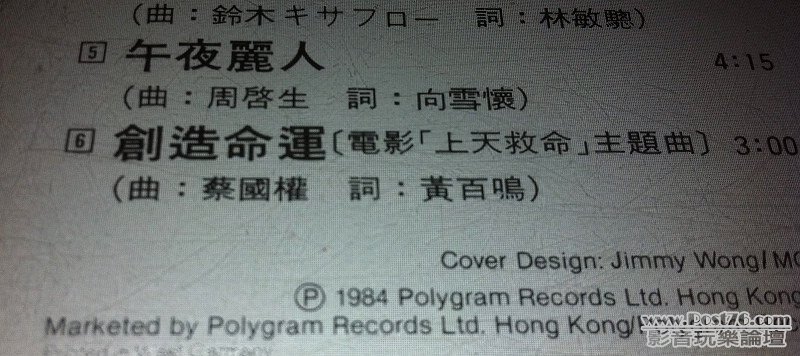 (曲：鈴木キサブロー 詞：林敏驄)
5 午夜麗人 4:15
(曲：周啓生 詞：向雪懷)
6 創造命運〔電影「上天救命」主題曲〕 3:00
(曲：蔡國權 詞：黃百鳴)
Cover Design: Jimmy Wong/
Ⓟ 1984 Polygram Records Ltd. Hong Kong
Marketed by Polygram Records Ltd. Hong Kong/
www.Post76.com
影音玩樂論壇